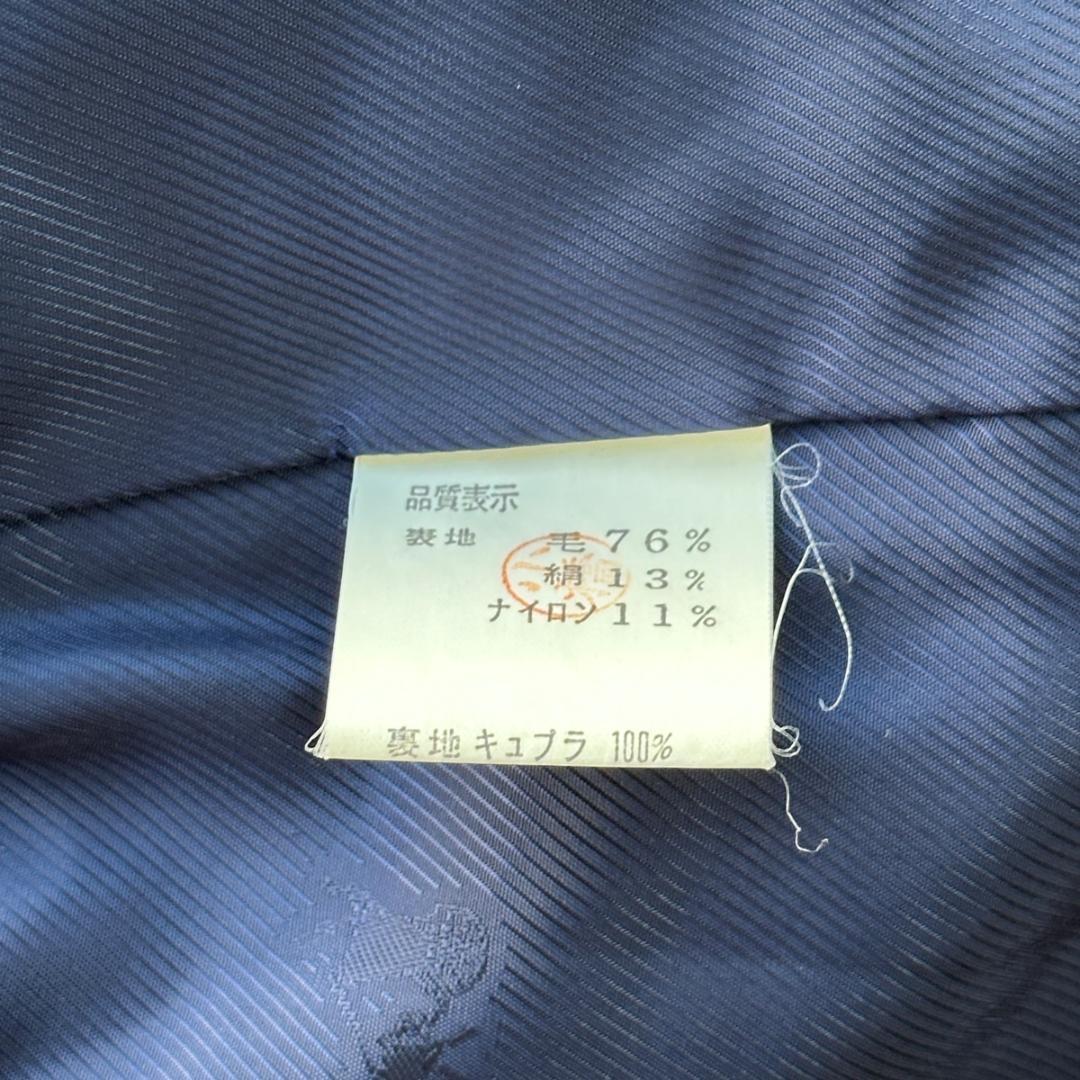 品質表示
表地 毛76%
絹13%
ナイロン11%
裏地 キュプラ 100%